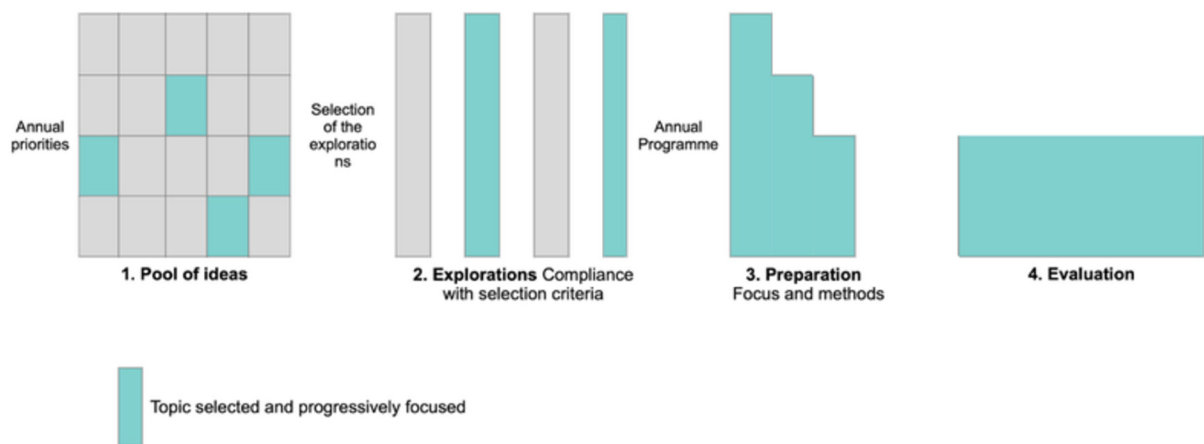 Annual
priorities
1. Pool of ideas
Selection
of the
exploratio
ns
2. Explorations Compliance
with selection criteria
Annual
Programme
3. Preparation
Focus and methods
4. Evaluation
Topic selected and progressively focused